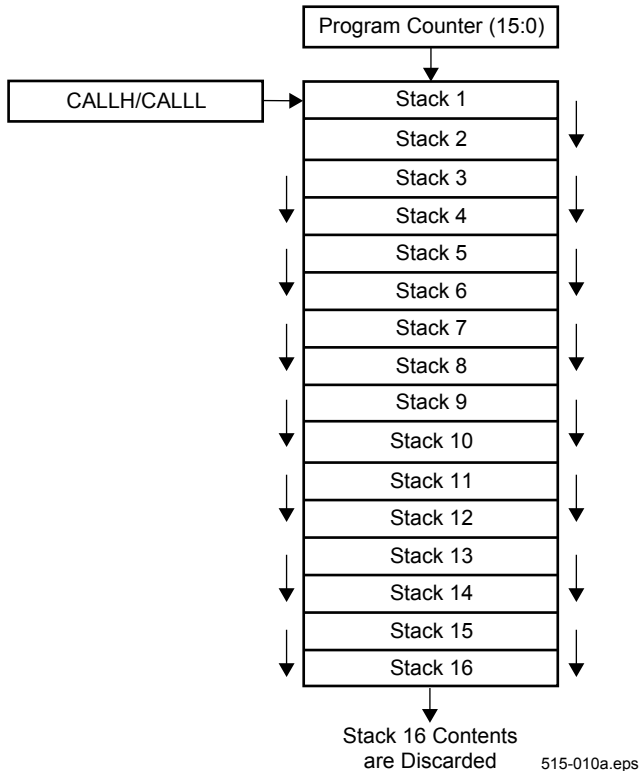 Program Counter (15:0)
CALLH/CALLL
Stack 1
Stack 2
Stack 3
Stack 4
Stack 5
Stack 6
Stack 7
Stack 8
Stack 9
Stack 10
Stack 11
Stack 12
Stack 13
Stack 14
Stack 15
Stack 16
Stack 16 Contents
are Discarded
515-010a.eps